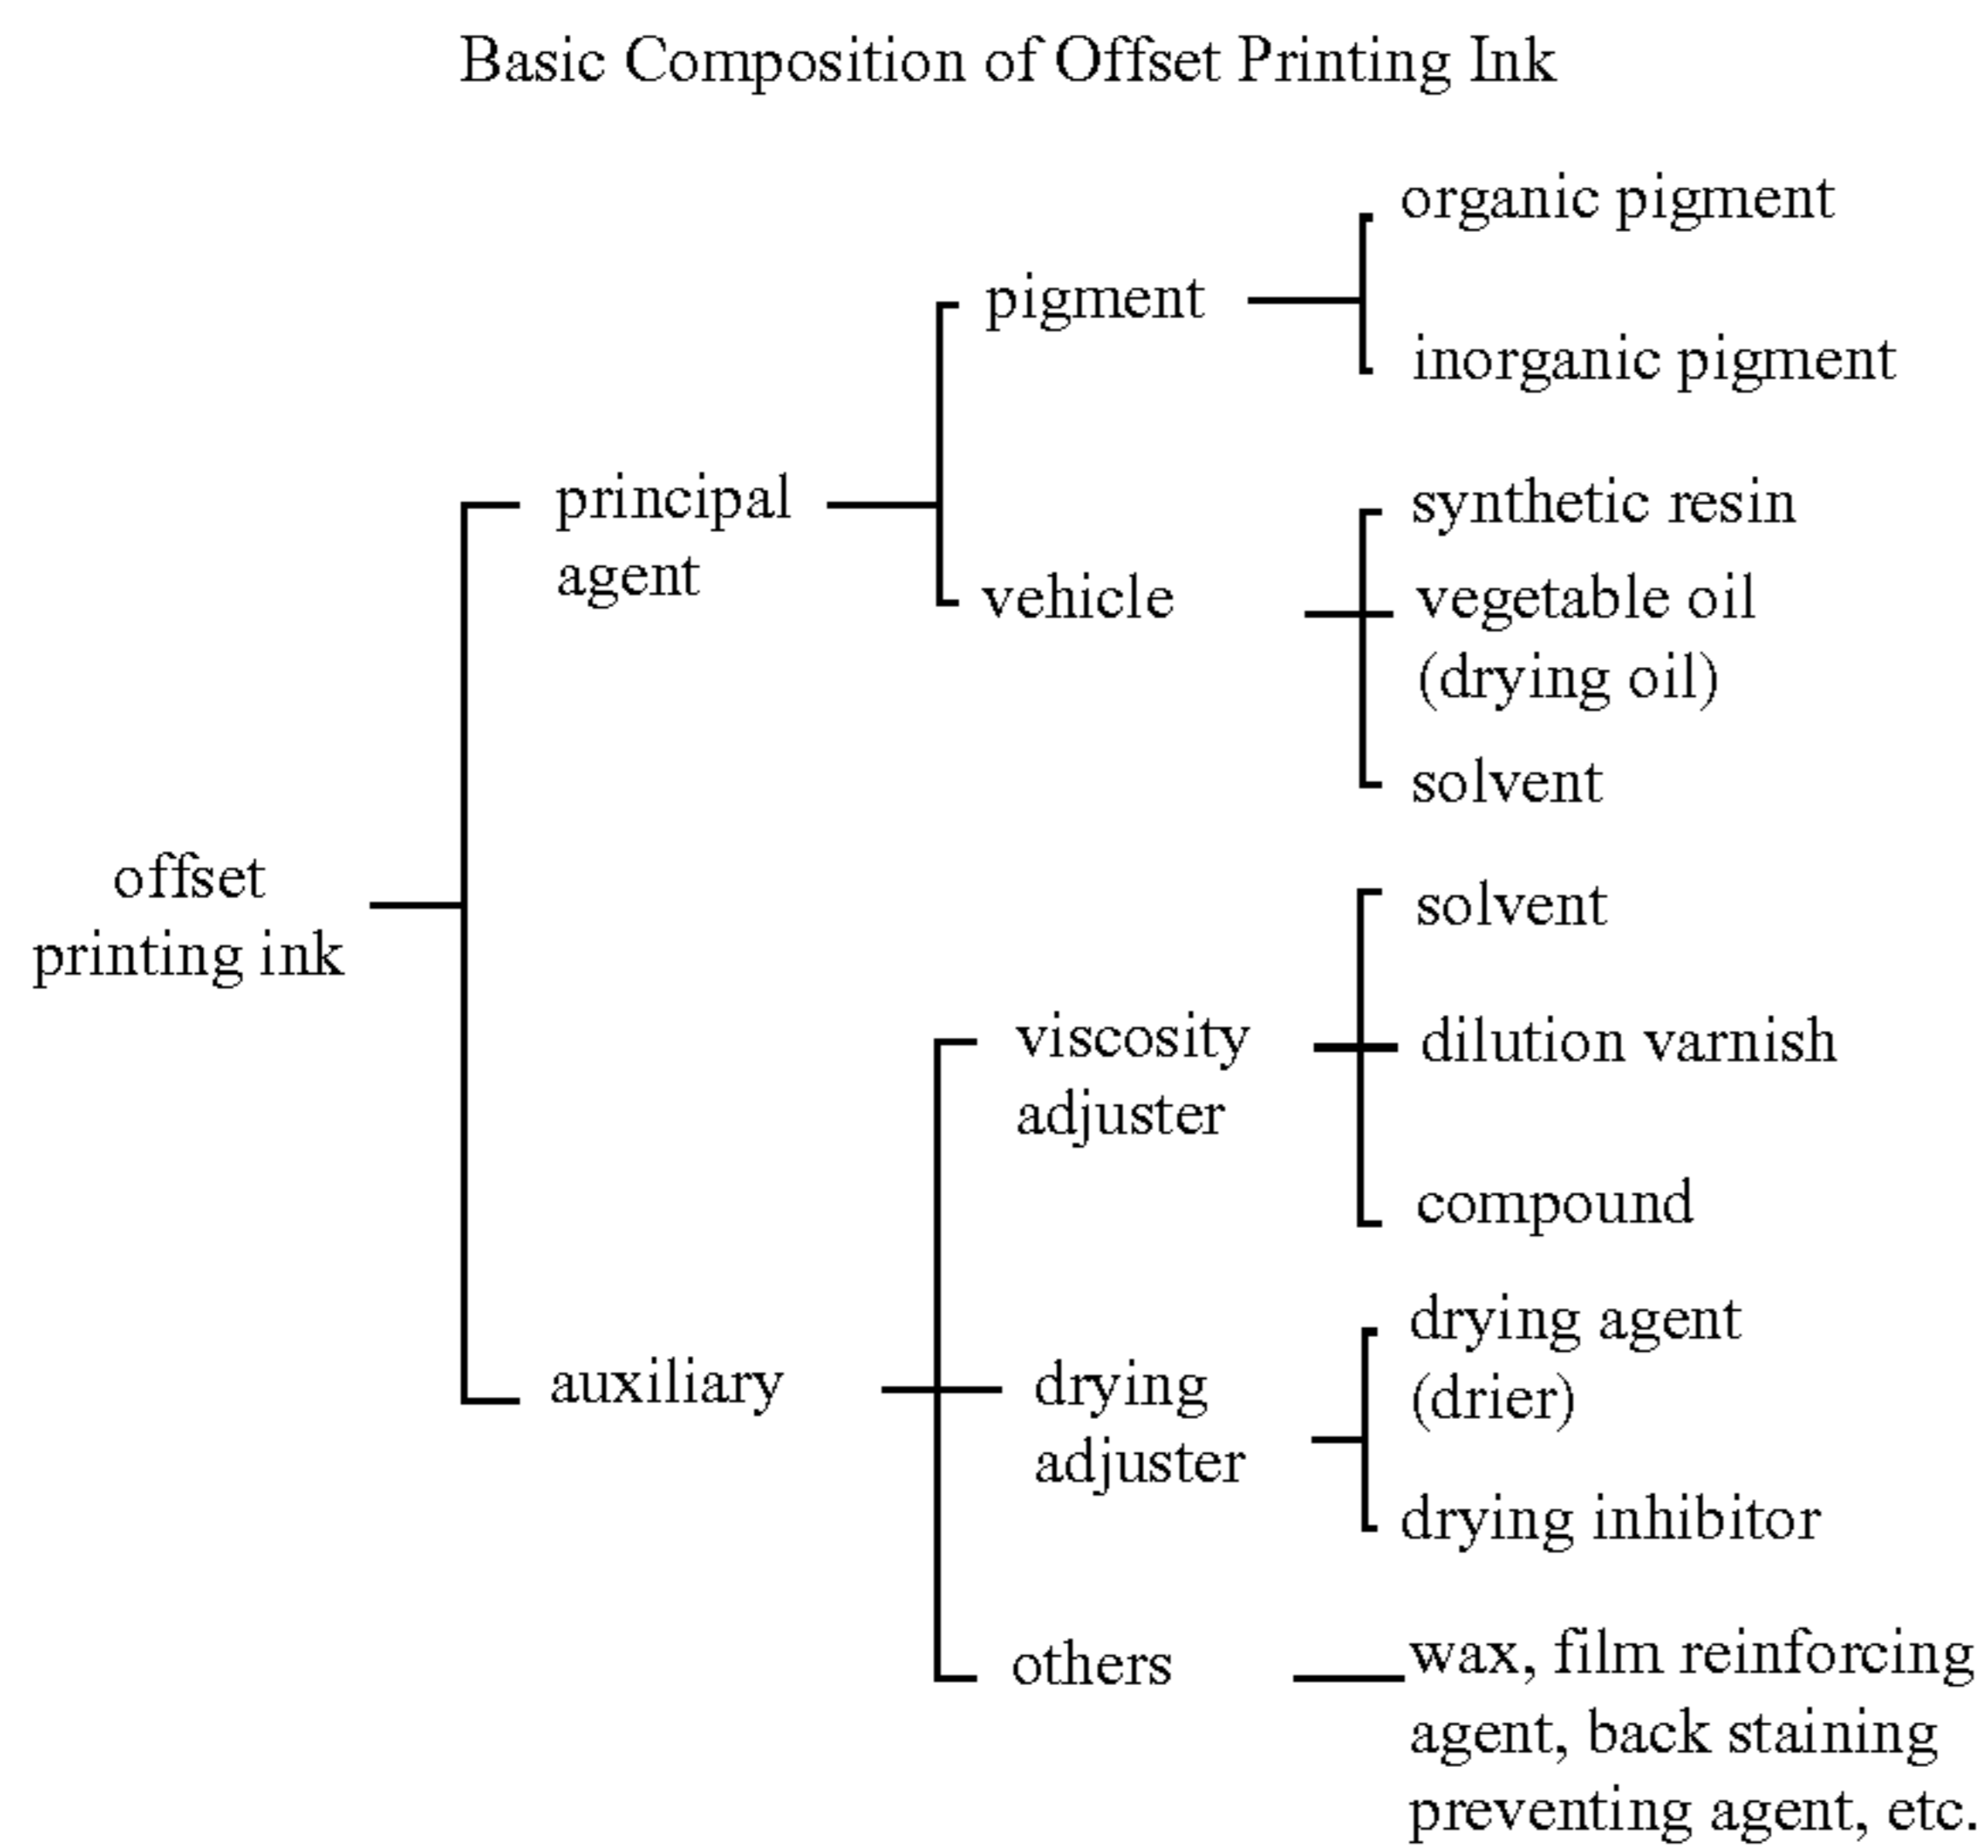 Basic Composition of Offset Printing Ink
organic pigment
pigment
inorganic pigment
principal
agent
synthetic resin
vehicle
vegetable oil
(drying oil)
solvent
offset
printing ink
solvent
viscosity
adjuster
dilution varnish
compound
auxiliary
drying
adjuster
drying agent
(drier)
drying inhibitor
others
wax, film reinforcing
agent, back staining
preventing agent, etc.